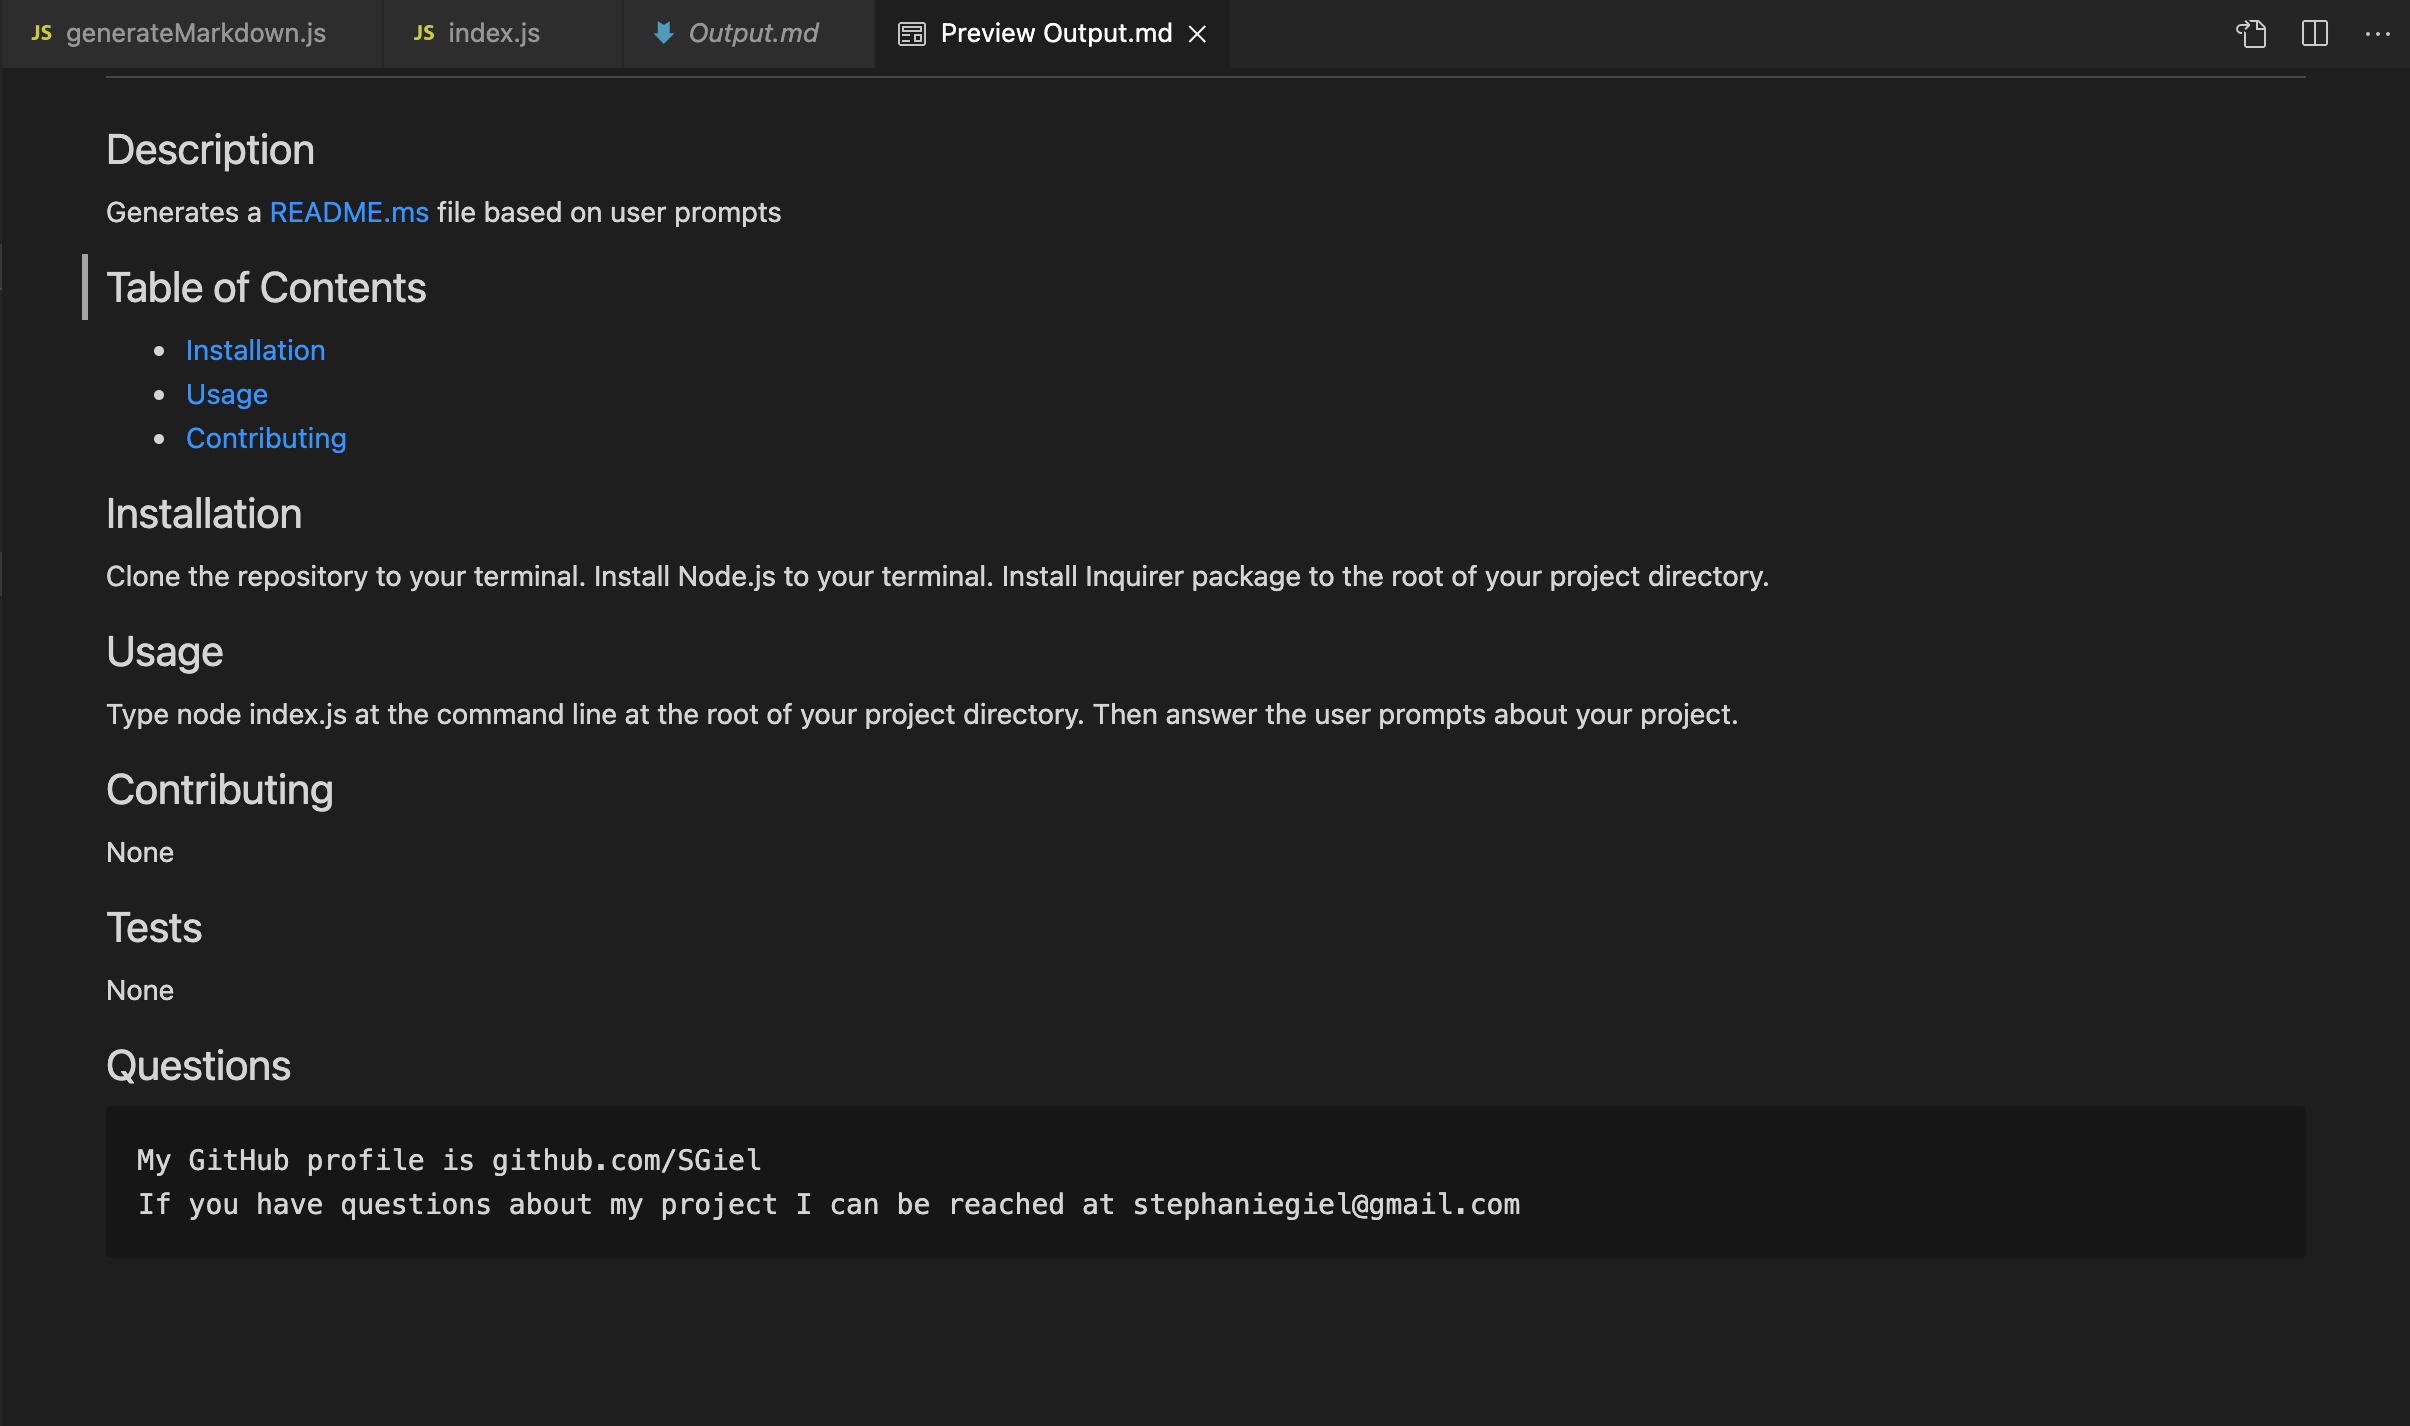 JS generateMarkdown.js JS index.js Output.md Preview Output.md
Description
Generates a README.ms file based on user prompts
Table of Contents
Installation
Usage
Contributing
Installation
Clone the repository to your terminal. Install Node.js to your terminal. Install Inquirer package to the root of your project directory.
Usage
Type node index.js at the command line at the root of your project directory. Then answer the user prompts about your project.
Contributing
None
Tests
None
Questions
My GitHub profile is github.com/SGiel
If you have questions about my project I can be reached at stephaniegiel@gmail.com